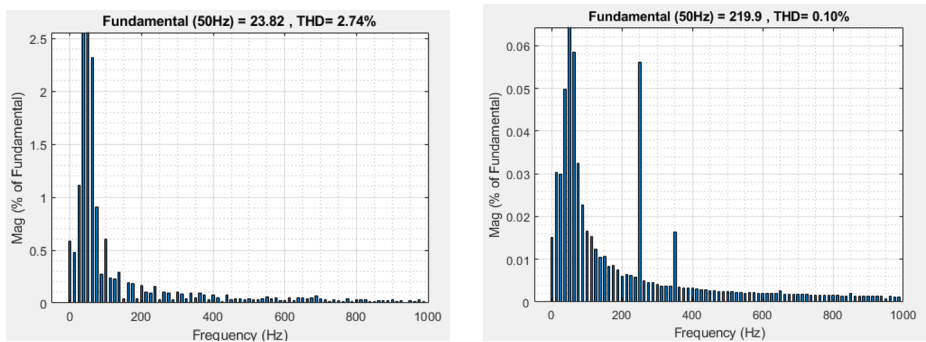 Fundamental (50Hz) = 23.82 , THD= 2.74%
2.5
2
1.5
1
0.5
0
Mag (% of Fundamental)
0 200 400 600 800 1000
Frequency (Hz)
Fundamental (50Hz) = 219.9 , THD= 0.10%
0.06
0.05
0.04
0.03
0.02
0.01
0
Mag (% of Fundamental)
0 200 400 600 800 1000
Frequency (Hz)